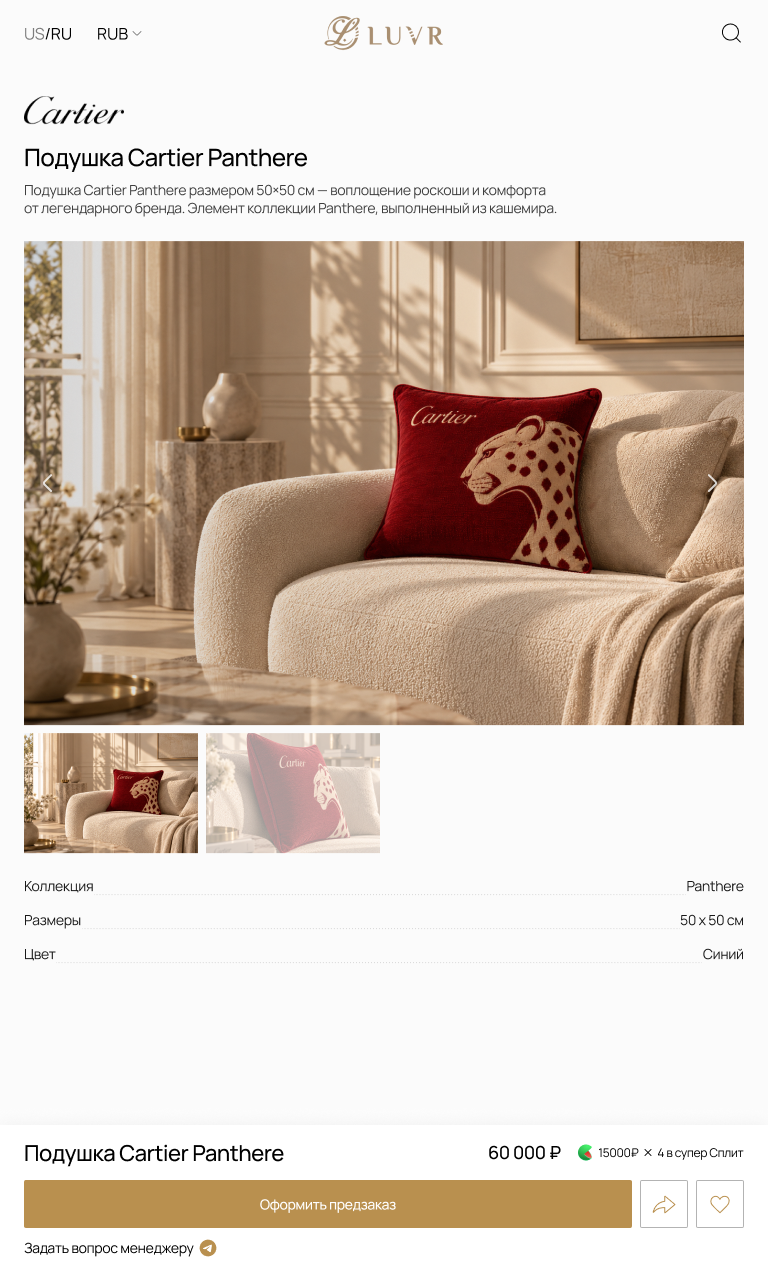 US/RU
RUB
LUVR
Cartier
Подушка Cartier Panthere
Подушка Cartier Panthere размером 50×50 см — воплощение роскоши и комфорта
от легендарного бренда. Элемент коллекции Panthere, выполненный из кашемира.
Cartier
Cartier
Cartier
Коллекция Panthere
Размеры 50 x 50 см
Цвет Синий
Подушка Cartier Panthere
60 000 ₽
15000₽ × 4 в супер Сплит
Оформить предзаказ
Задать вопрос менеджеру